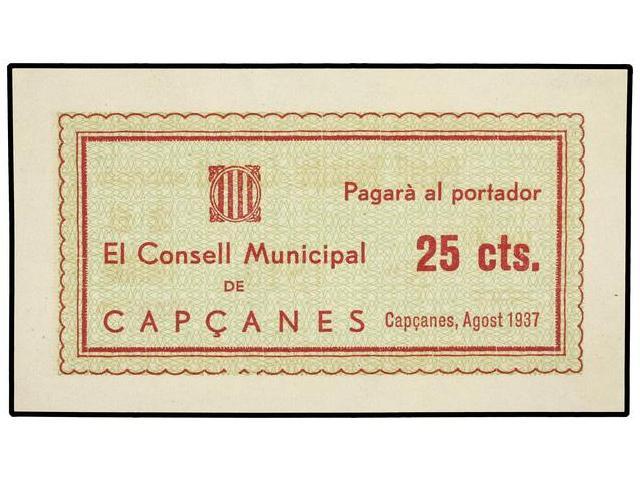 Pagarà al portador
El Consell Municipal
25 cts.
DE
CAPÇANES
Capçanes, Agost 1937